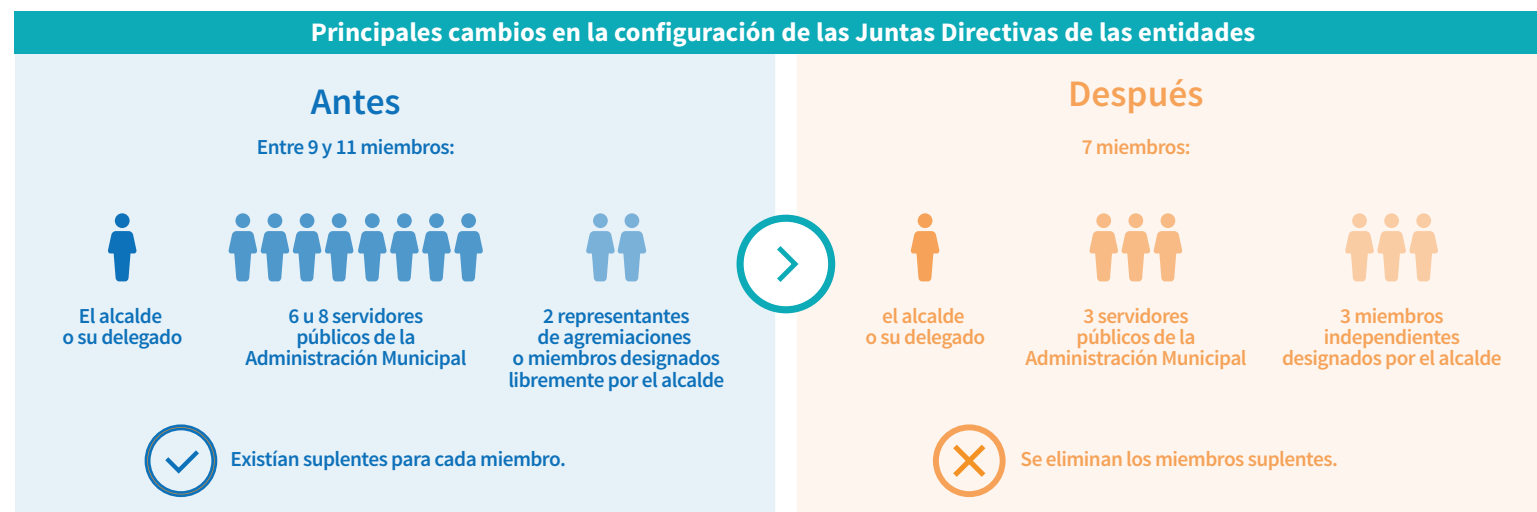 Principales cambios en la configuración de las Juntas Directivas de las entidades
Antes
Entre 9 y 11 miembros:
El alcalde
o su delegado
6 u 8 servidores
públicos de la
Administración Municipal
2 representantes
de agremiaciones
o miembros designados
libremente por el alcalde
Existían suplentes para cada miembro.
Después
7 miembros:
el alcalde
o su delegado
3 servidores
públicos de la
Administración Municipal
3 miembros
independientes
designados por el alcalde
Se eliminan los miembros suplentes.